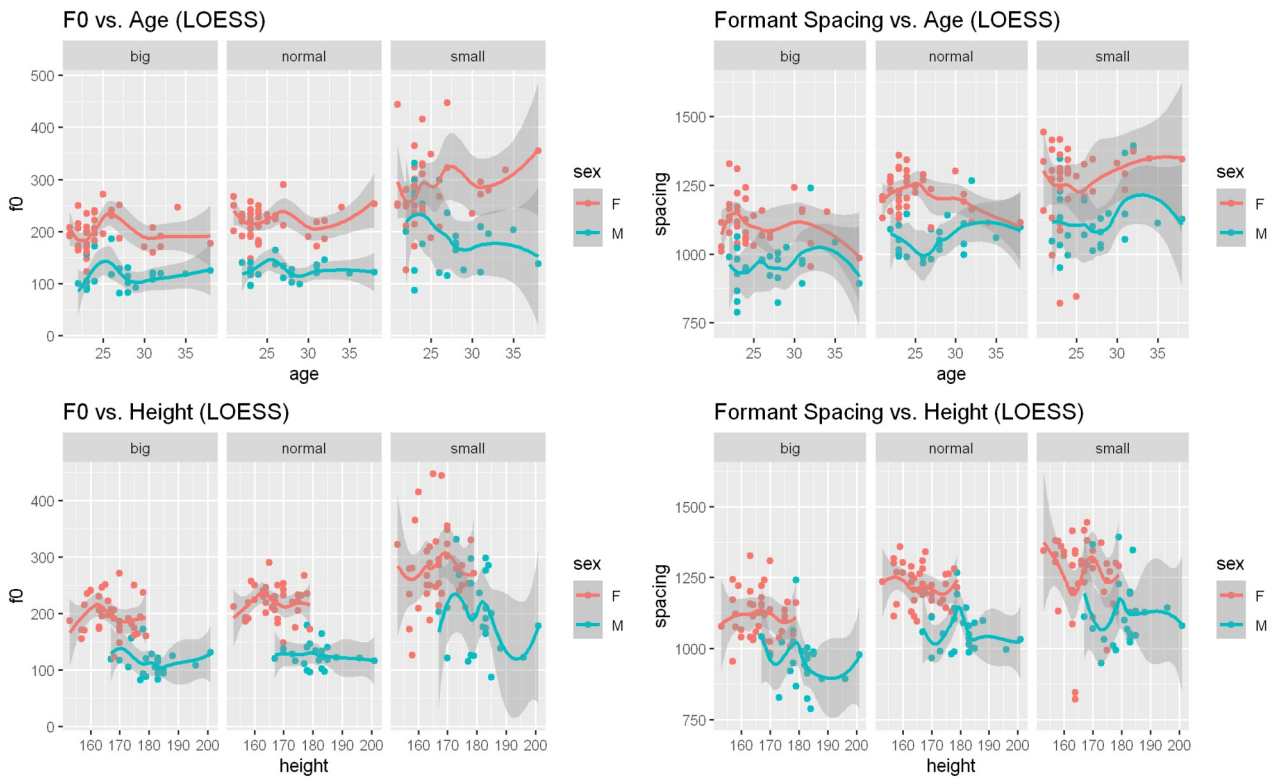 F0 vs. Age (LOESS)
big normal small
500
400
300
200
100
0
f0
25 30 35 25 30 35 25 30 35
age
sex
F
M
Formant Spacing vs. Age (LOESS)
big normal small
1500
1250
1000
750
spacing
25 30 35 25 30 35 25 30 35
age
sex
F
M
F0 vs. Height (LOESS)
big normal small
400
300
200
100
0
f0
160 170 180 190 200 160 170 180 190 200 160 170 180 190 200
height
sex
F
M
Formant Spacing vs. Height (LOESS)
big normal small
1500
1250
1000
750
spacing
160 170 180 190 200 160 170 180 190 200 160 170 180 190 200
height
sex
F
M